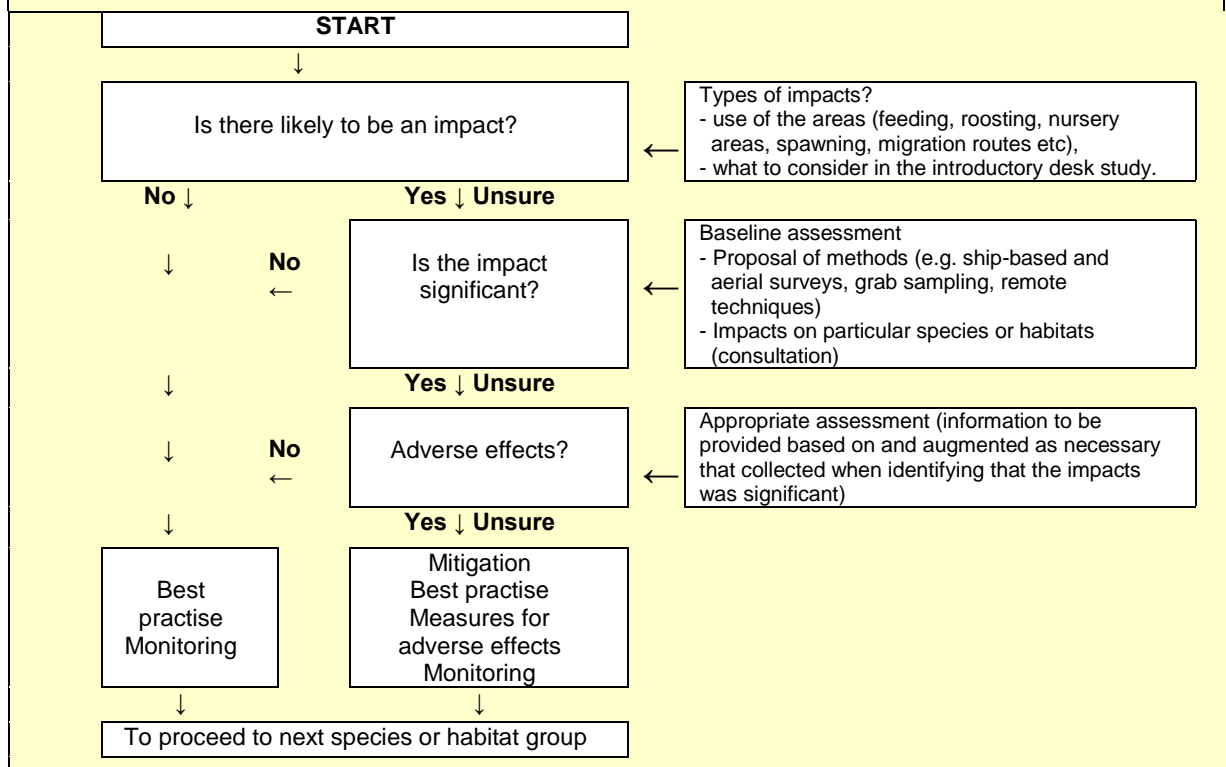 START
↓
Is there likely to be an impact?
←
Types of impacts?
- use of the areas (feeding, roosting, nursery
areas, spawning, migration routes etc),
- what to consider in the introductory desk study.
No ↓ Yes ↓ Unsure
↓ No
←
Is the impact
significant?
←
Baseline assessment
- Proposal of methods (e.g. ship-based and
aerial surveys, grab sampling, remote
techniques)
- Impacts on particular species or habitats
(consultation)
↓ Yes ↓ Unsure
↓ No
←
Adverse effects?
←
Appropriate assessment (information to be
provided based on and augmented as necessary
that collected when identifying that the impacts
was significant)
↓ Yes ↓ Unsure
Best
practise
Monitoring
Mitigation
Best practise
Measures for
adverse effects
Monitoring
↓ ↓
To proceed to next species or habitat group